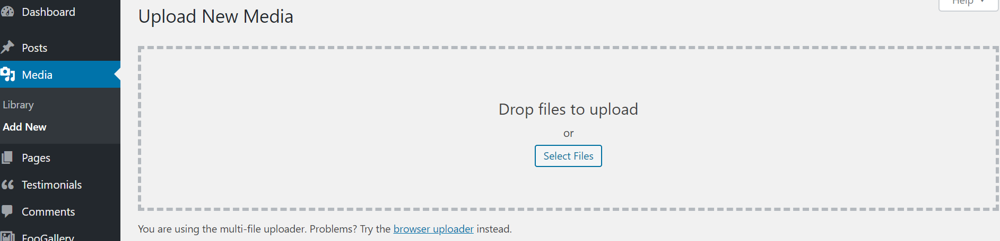 Dashboard
Posts
Media
Library
Add New
Pages
Testimonials
Comments
FooGallery
Help
Upload New Media
Drop files to upload
or
Select Files
You are using the multi-file uploader. Problems? Try the browser uploader instead.